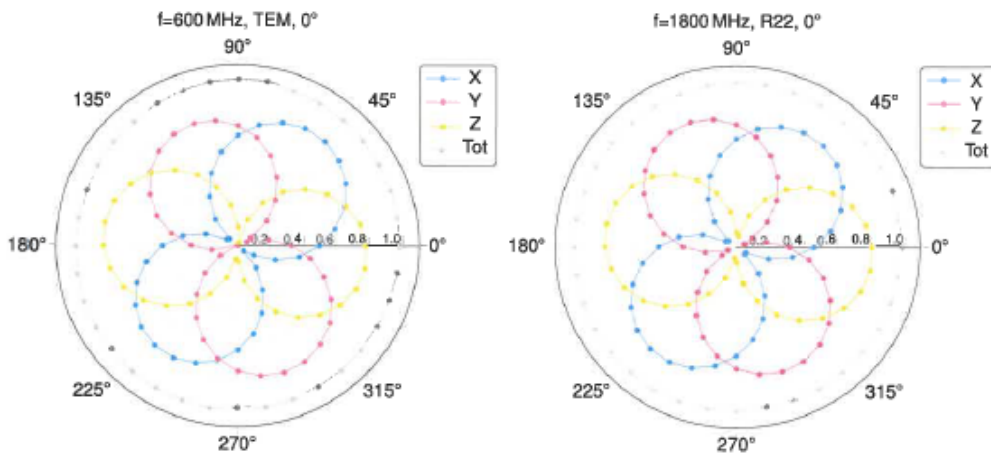 f=600 MHz, TEM, 0°
90°
135°
45°
X
Y
Z
Tot
180°
0.2 0.4 0.6 0.8 1.0
0°
225°
315°
270°
f=1800 MHz, R22, 0°
90°
135°
45°
X
Y
Z
Tot
180°
0.2 0.4 0.6 0.8 1.0
0°
225°
315°
270°